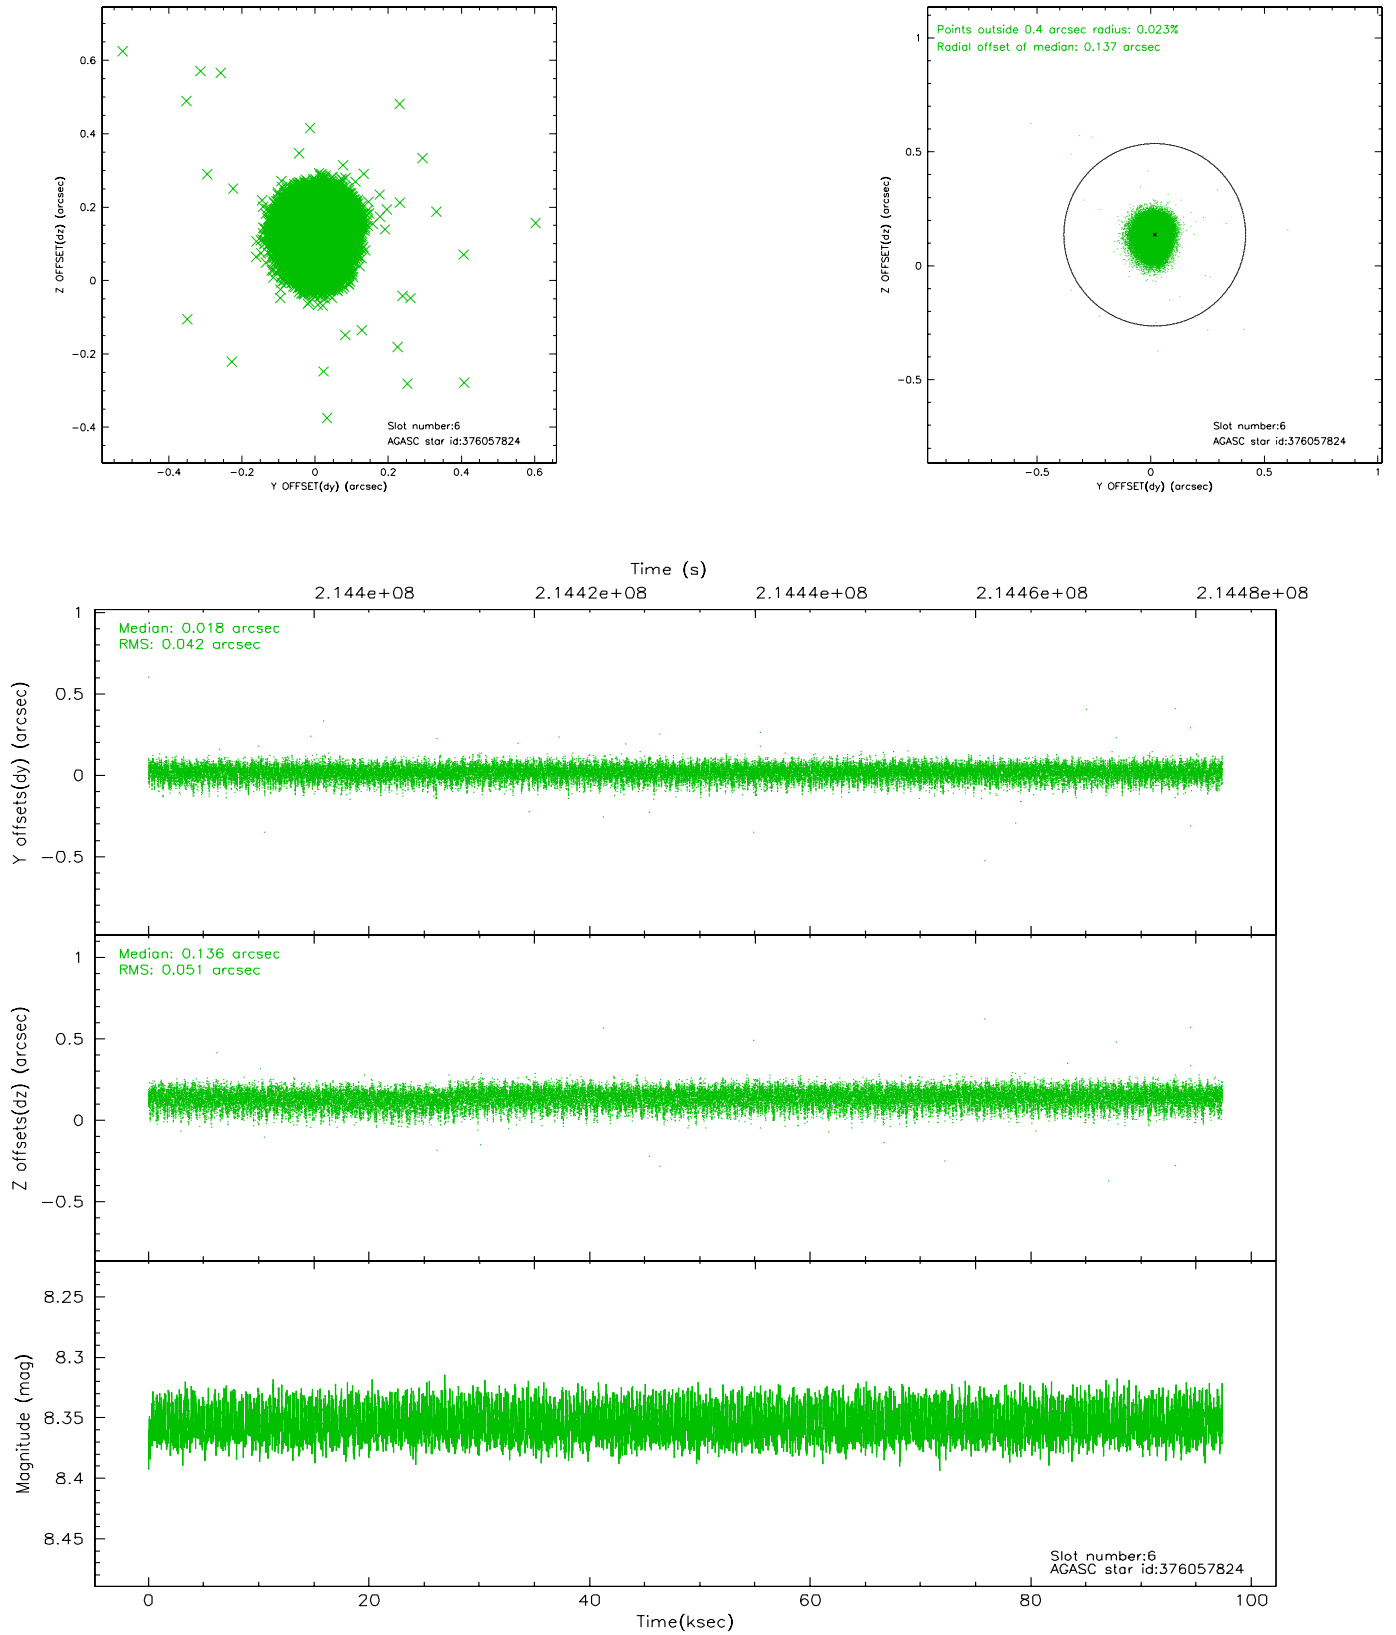 0.6
0.4
0.2
0
−0.2
−0.4
Z OFFSET(dz) (arcsec)
Slot number:6
AGASC star id:376057824
−0.4 −0.2 0 0.2 0.4 0.6
Y OFFSET(dy) (arcsec)
Points outside 0.4 arcsec radius: 0.023%
Radial offset of median: 0.137 arcsec
1
0.5
0
−0.5
Z OFFSET(dz) (arcsec)
Slot number:6
AGASC star id:376057824
−0.5 0 0.5 1
Y OFFSET(dy) (arcsec)
Time (s)
2.144e+08 2.1442e+08 2.1444e+08 2.1446e+08 2.1448e+08
Median: 0.018 arcsec
RMS: 0.042 arcsec
1
0.5
0
−0.5
Y offsets(dy) (arcsec)
Median: 0.136 arcsec
RMS: 0.051 arcsec
1
0.5
0
−0.5
Z offsets(dz) (arcsec)
8.25
8.3
8.35
8.4
8.45
Magnitude (mag)
Slot number:6
AGASC star id:376057824
0 20 40 60 80 100
Time(ksec)